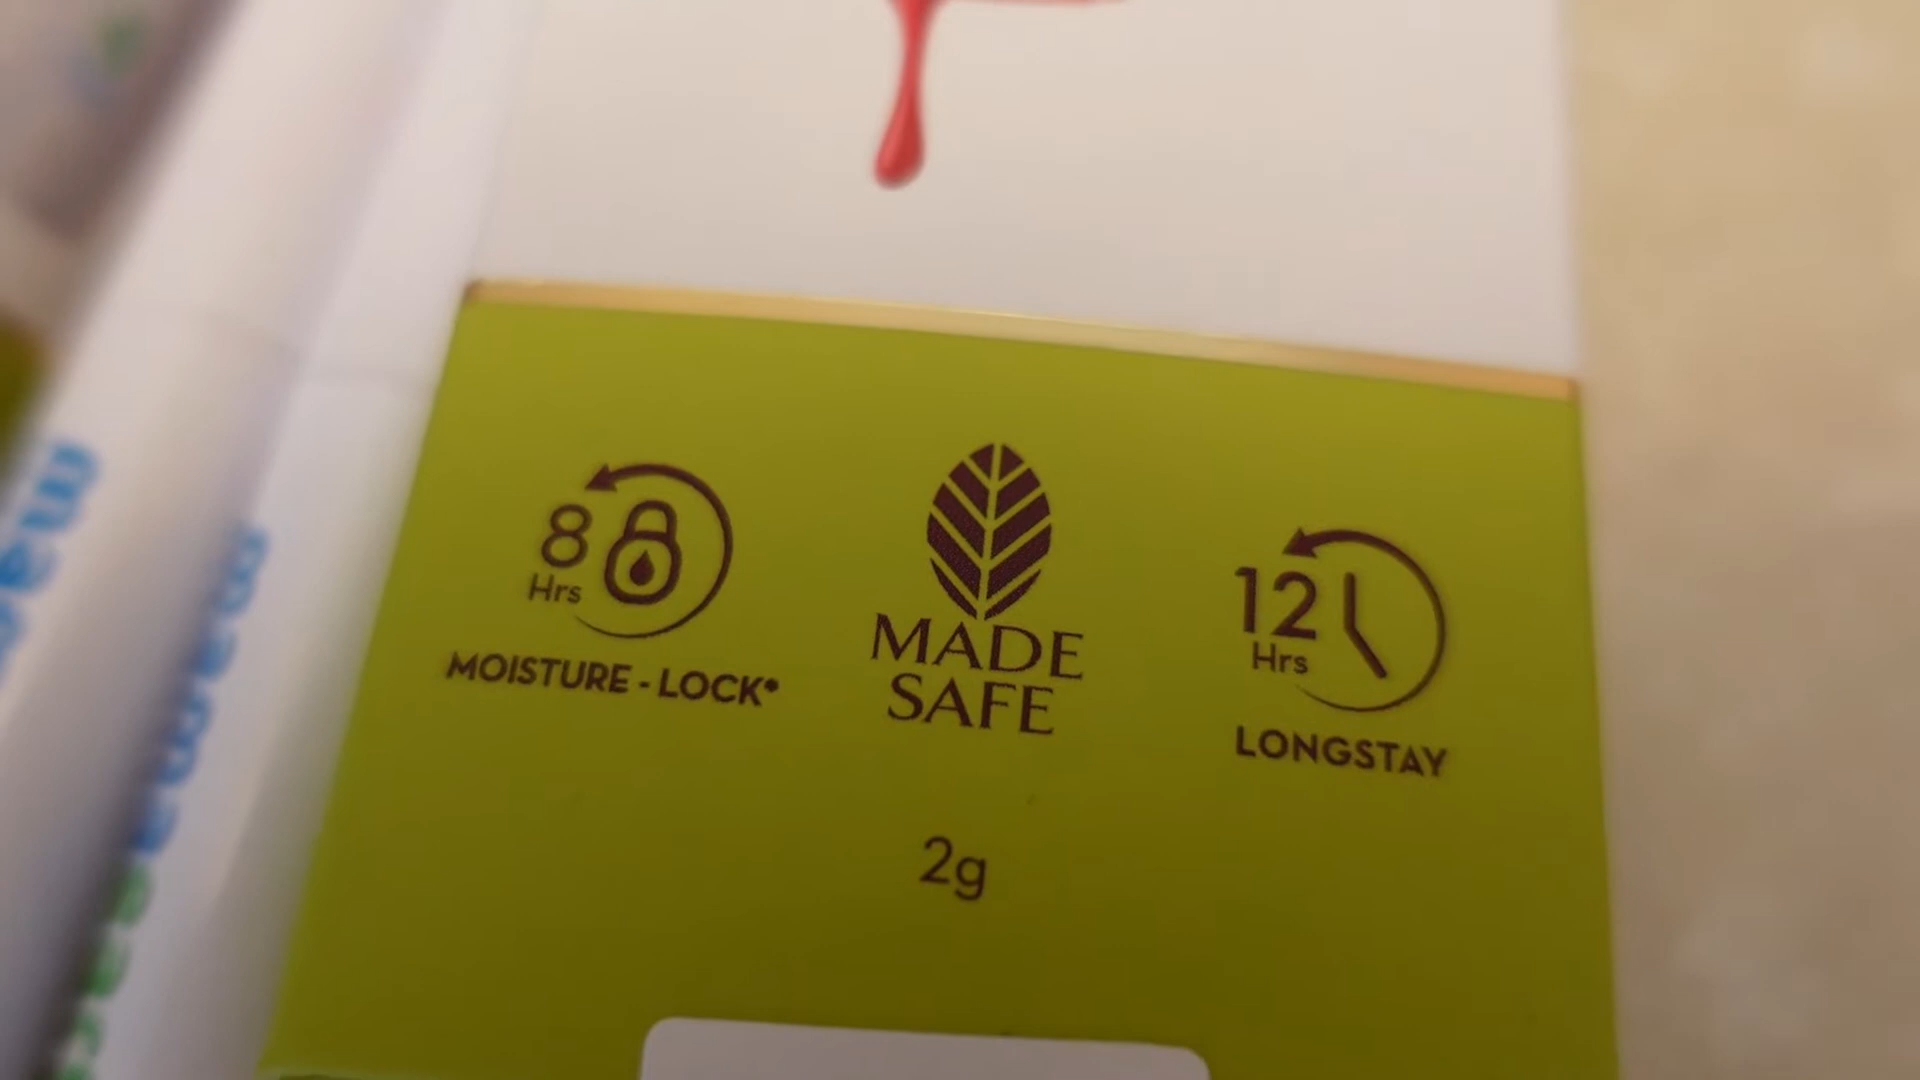 8
Hrs
MOISTURE - LOCK*
MADE
SAFE
12
Hrs
LONGSTAY
2g